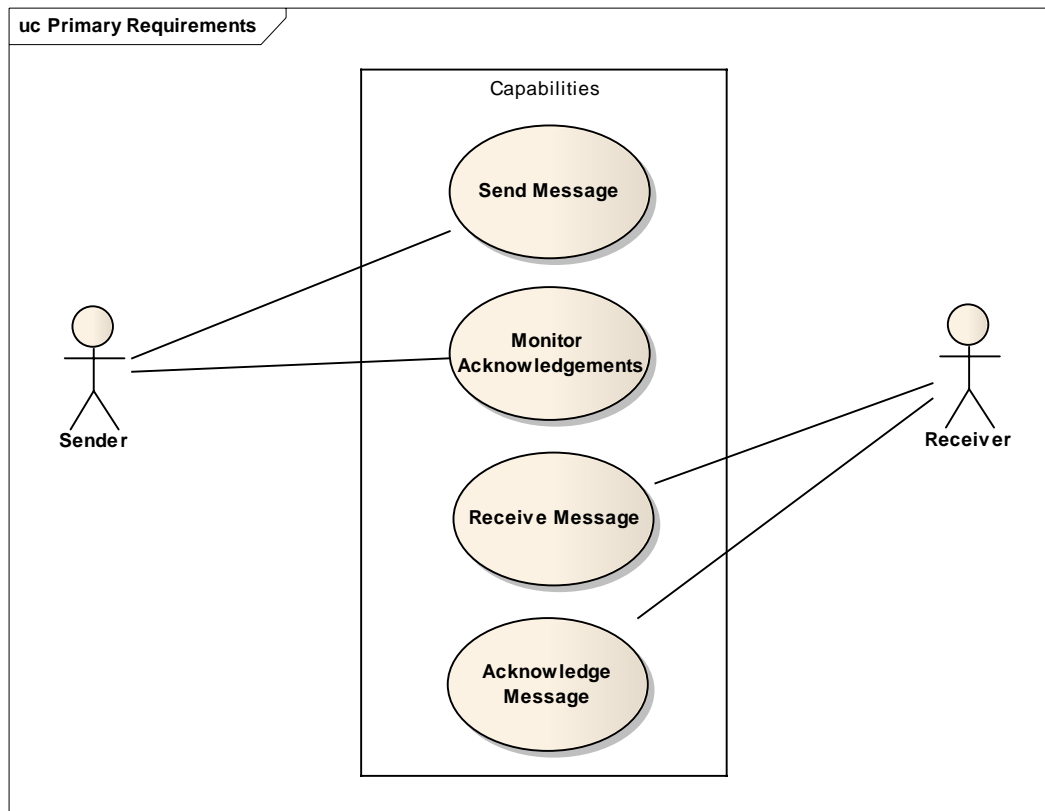 uc Primary Requirements
Capabilities
Send Message
Monitor
Acknowledgements
Sender
Receiver
Receive Message
Acknowledge
Message